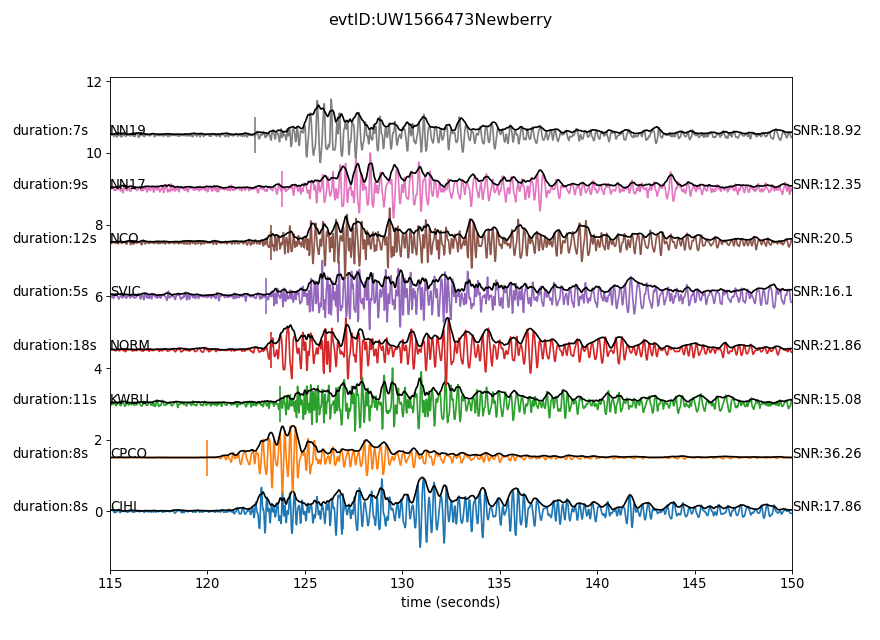 evtID:UW1566473Newberry
12
duration:7s NN19 SNR:18.92
10
duration:9s NN17 SNR:12.35
8
duration:12s NCO SNR:20.5
duration:5s SVIC SNR:16.1
6
duration:18s NORM SNR:21.86
4
duration:11s KWBU SNR:15.08
2
duration:8s CPCO SNR:36.26
duration:8s CIHL SNR:17.86
0
115 120 125 130 135 140 145 150
time (seconds)